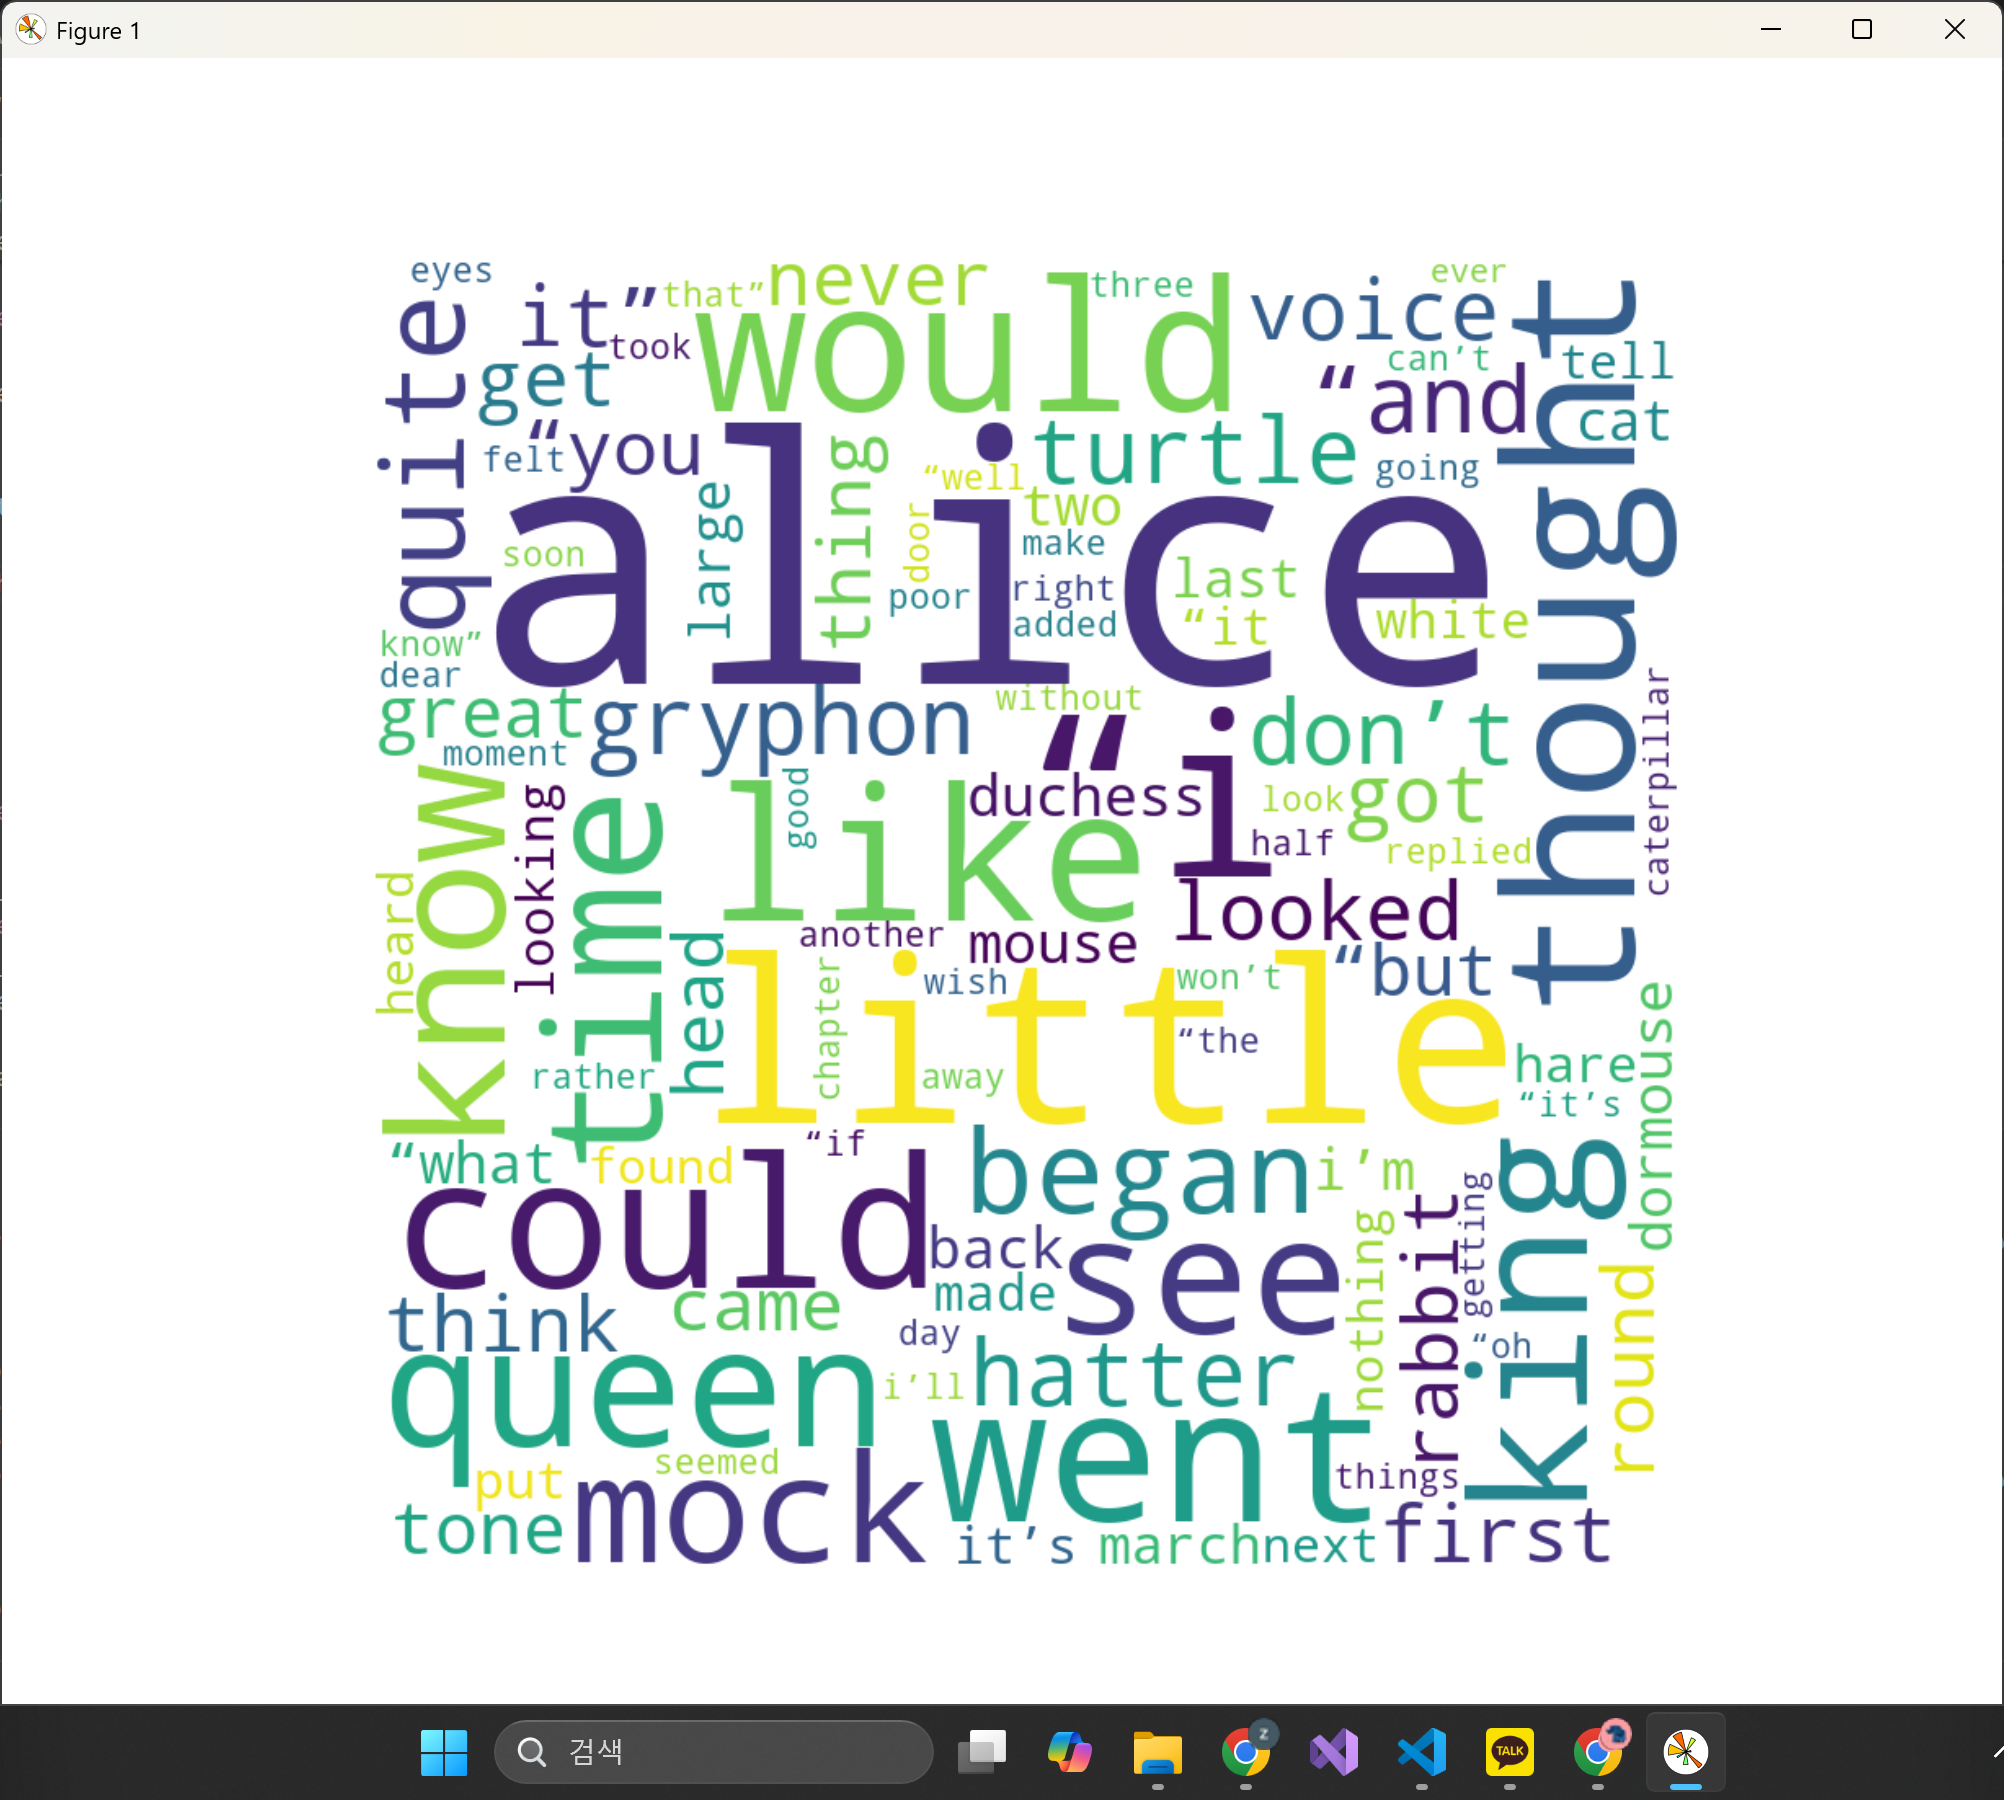 Figure 1
eyes
it”
that”
never
three
ever
would
voice
thought
quite
took
get
can’t
tell
“and
cat
“you
felt
turtle
going
alice
thing
“well
two
large
door
make
soon
poor
right
last
added
“it
white
know”
dear
great
gryphon
without
“i
don’t
moment
caterpillar
know
looking
time
good
like
duchess
look
got
half
replied
heard
looked
another
mouse
head
little
chapter
wish
won’t
“but
“the
rather
away
hare
dormouse
“it’s
“what
found
“if
began
i’m
could
back
see
nothing
rabbit
getting
king
round
think
came
made
day
“oh
queen
i’ll
hatter
went
put
seemed
mock
things
tone
it’s
march
next
first
검색
z
TALK